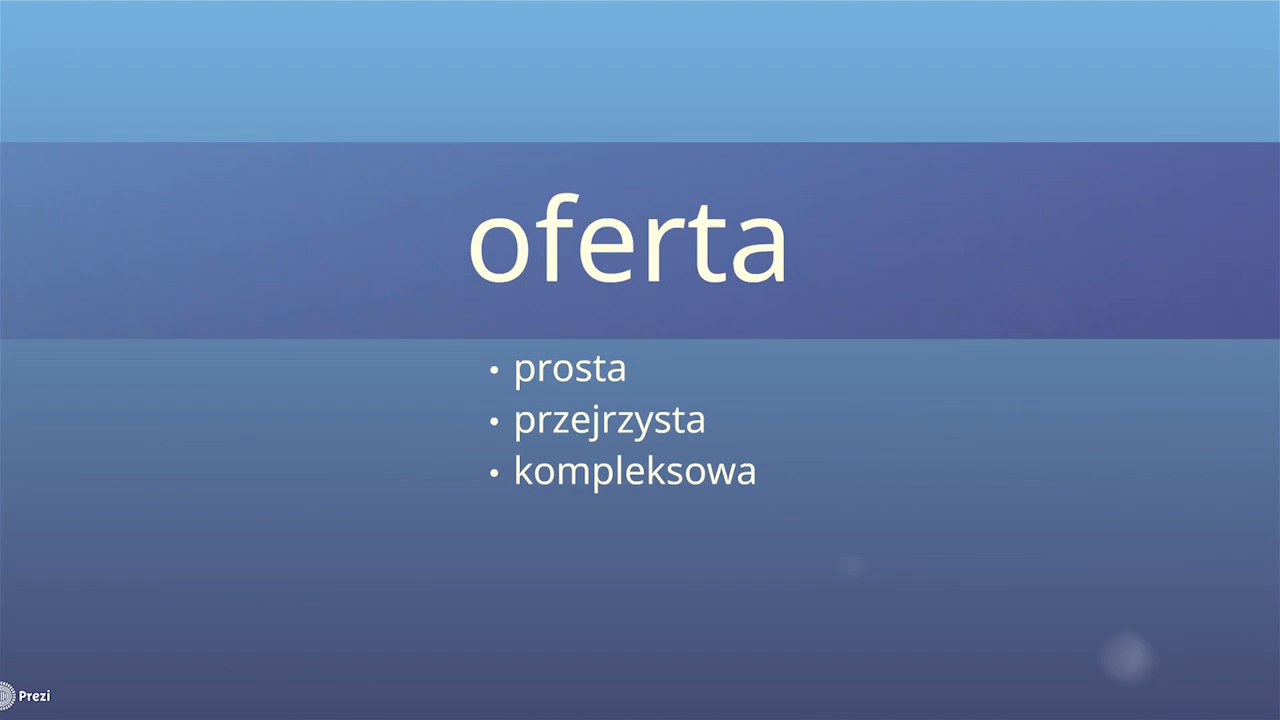 oferta
• prosta
• przejrzysta
• kompleksowa
Prezi